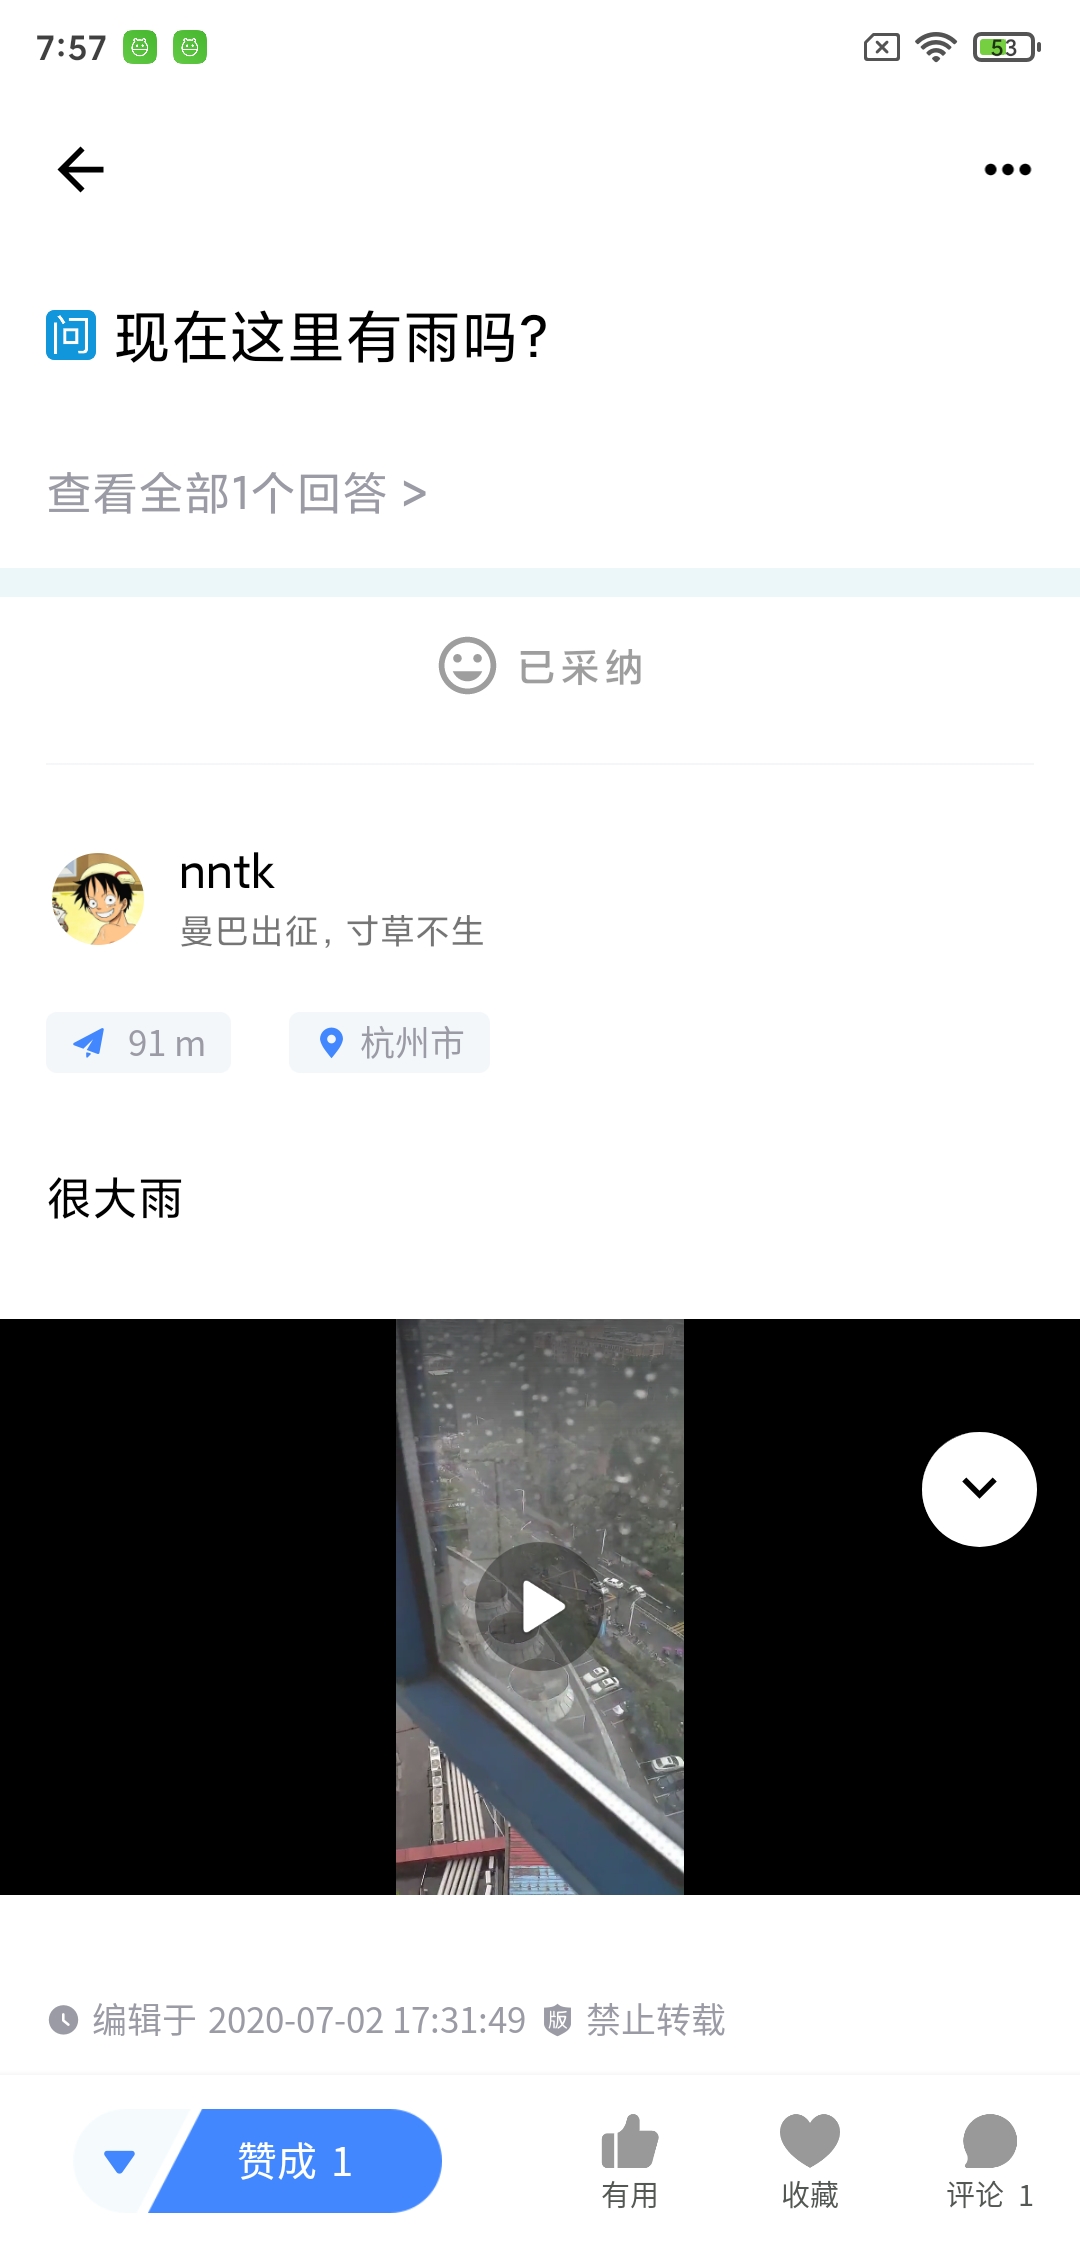 7:57
53
问 现在这里有雨吗?
查看全部1个回答 >
已采纳
nntk
曼巴出征，寸草不生
91 m 杭州市
很大雨
编辑于 2020-07-02 17:31:49 版 禁止转载
赞成 1
有用 收藏 评论 1